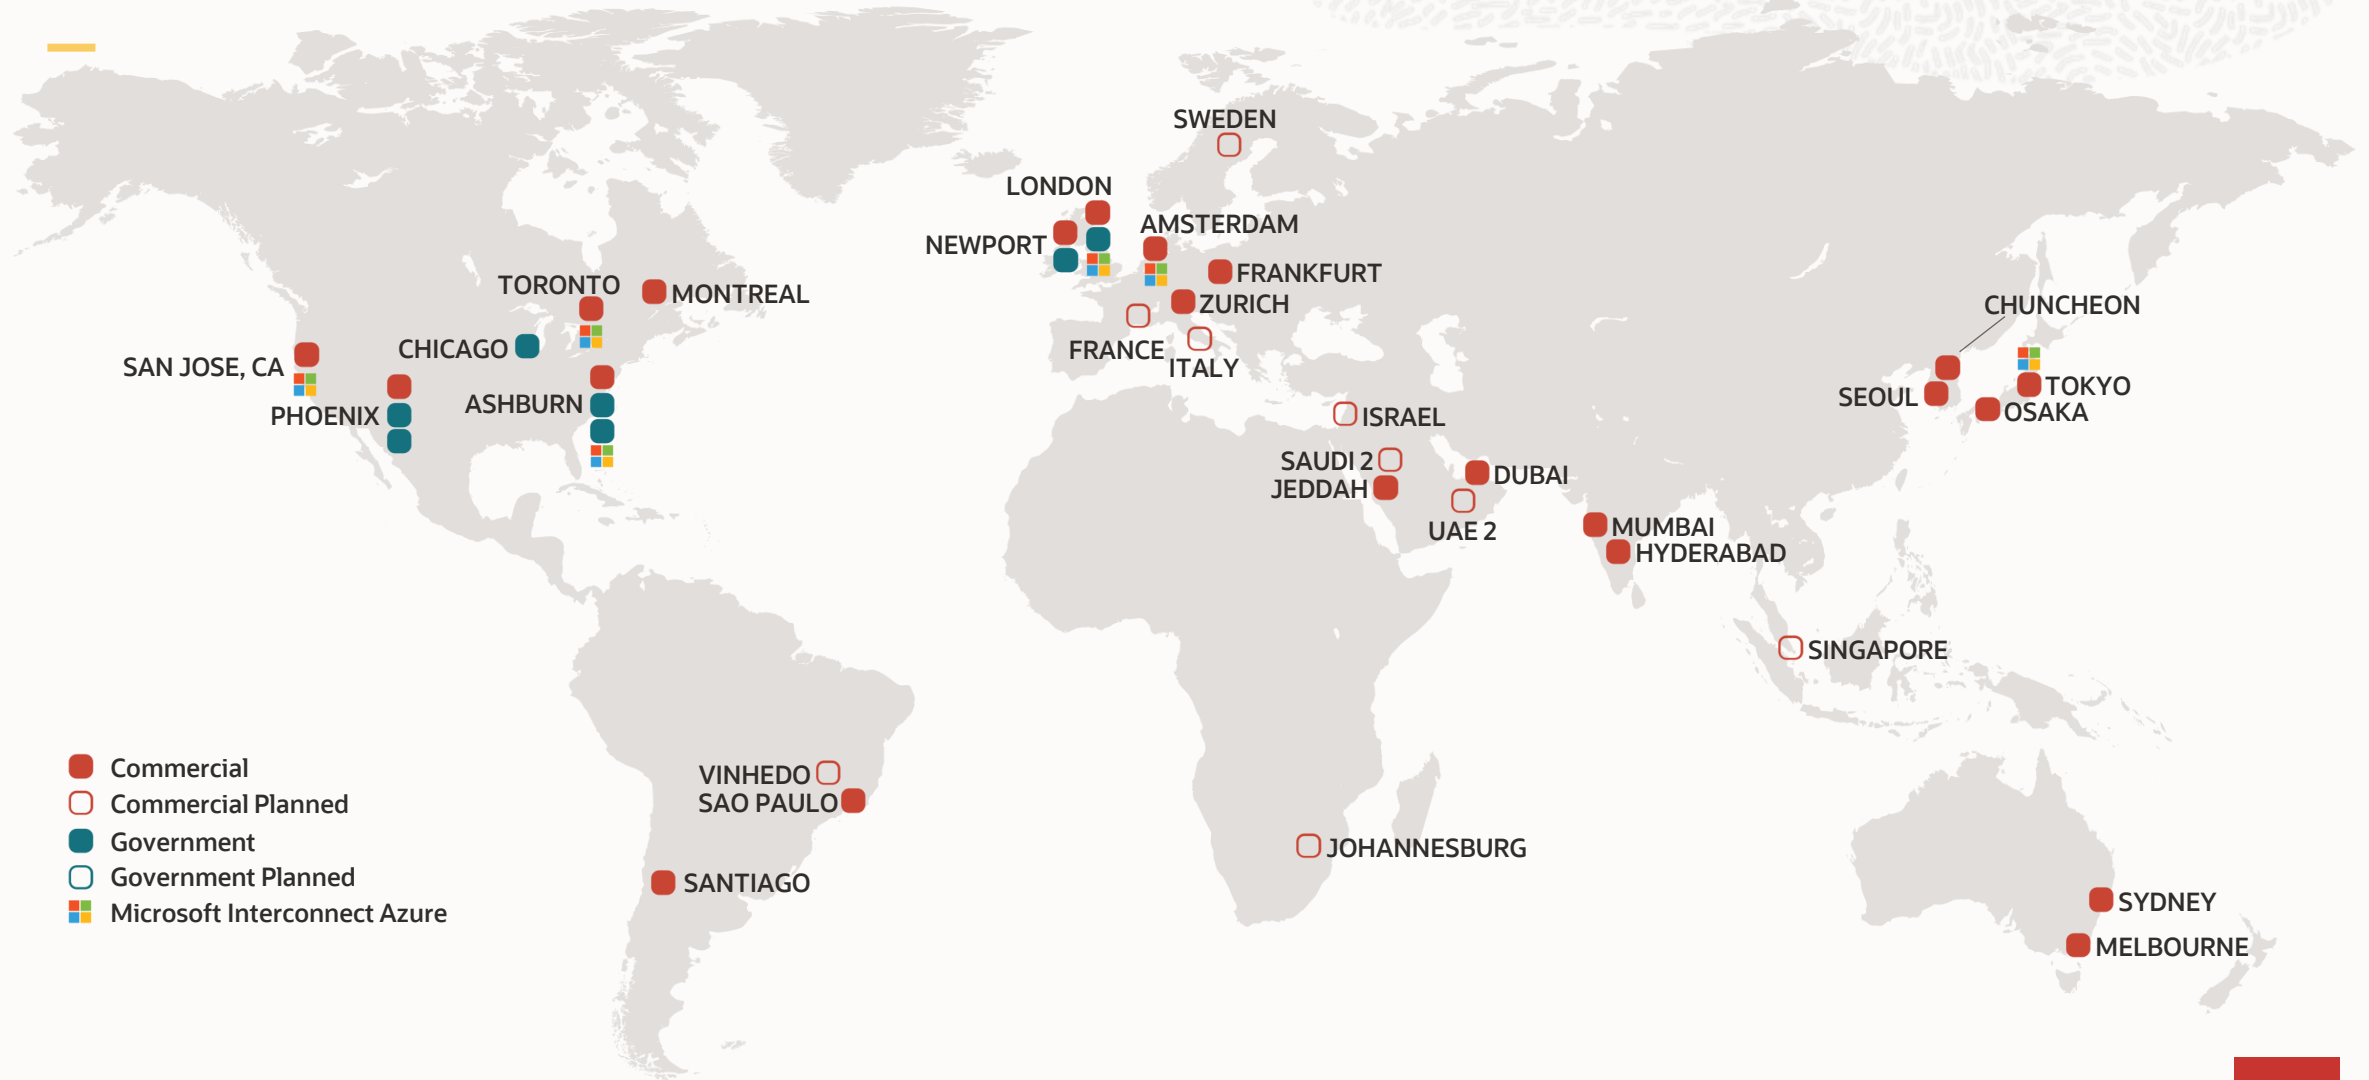 SWEDEN
LONDON
AMSTERDAM
NEWPORT
FRANKFURT
TORONTO
MONTREAL
ZURICH
CHUNCHEON
CHICAGO
FRANCE
ITALY
SAN JOSE, CA
PHOENIX
ASHBURN
SEOUL
TOKYO
OSAKA
ISRAEL
SAUDI 2
JEDDAH
DUBAI
UAE 2
MUMBAI
HYDERABAD
SINGAPORE
VINHEDO
SAO PAULO
JOHANNESBURG
SANTIAGO
SYDNEY
MELBOURNE
Commercial
Commercial Planned
Government
Government Planned
Microsoft Interconnect Azure